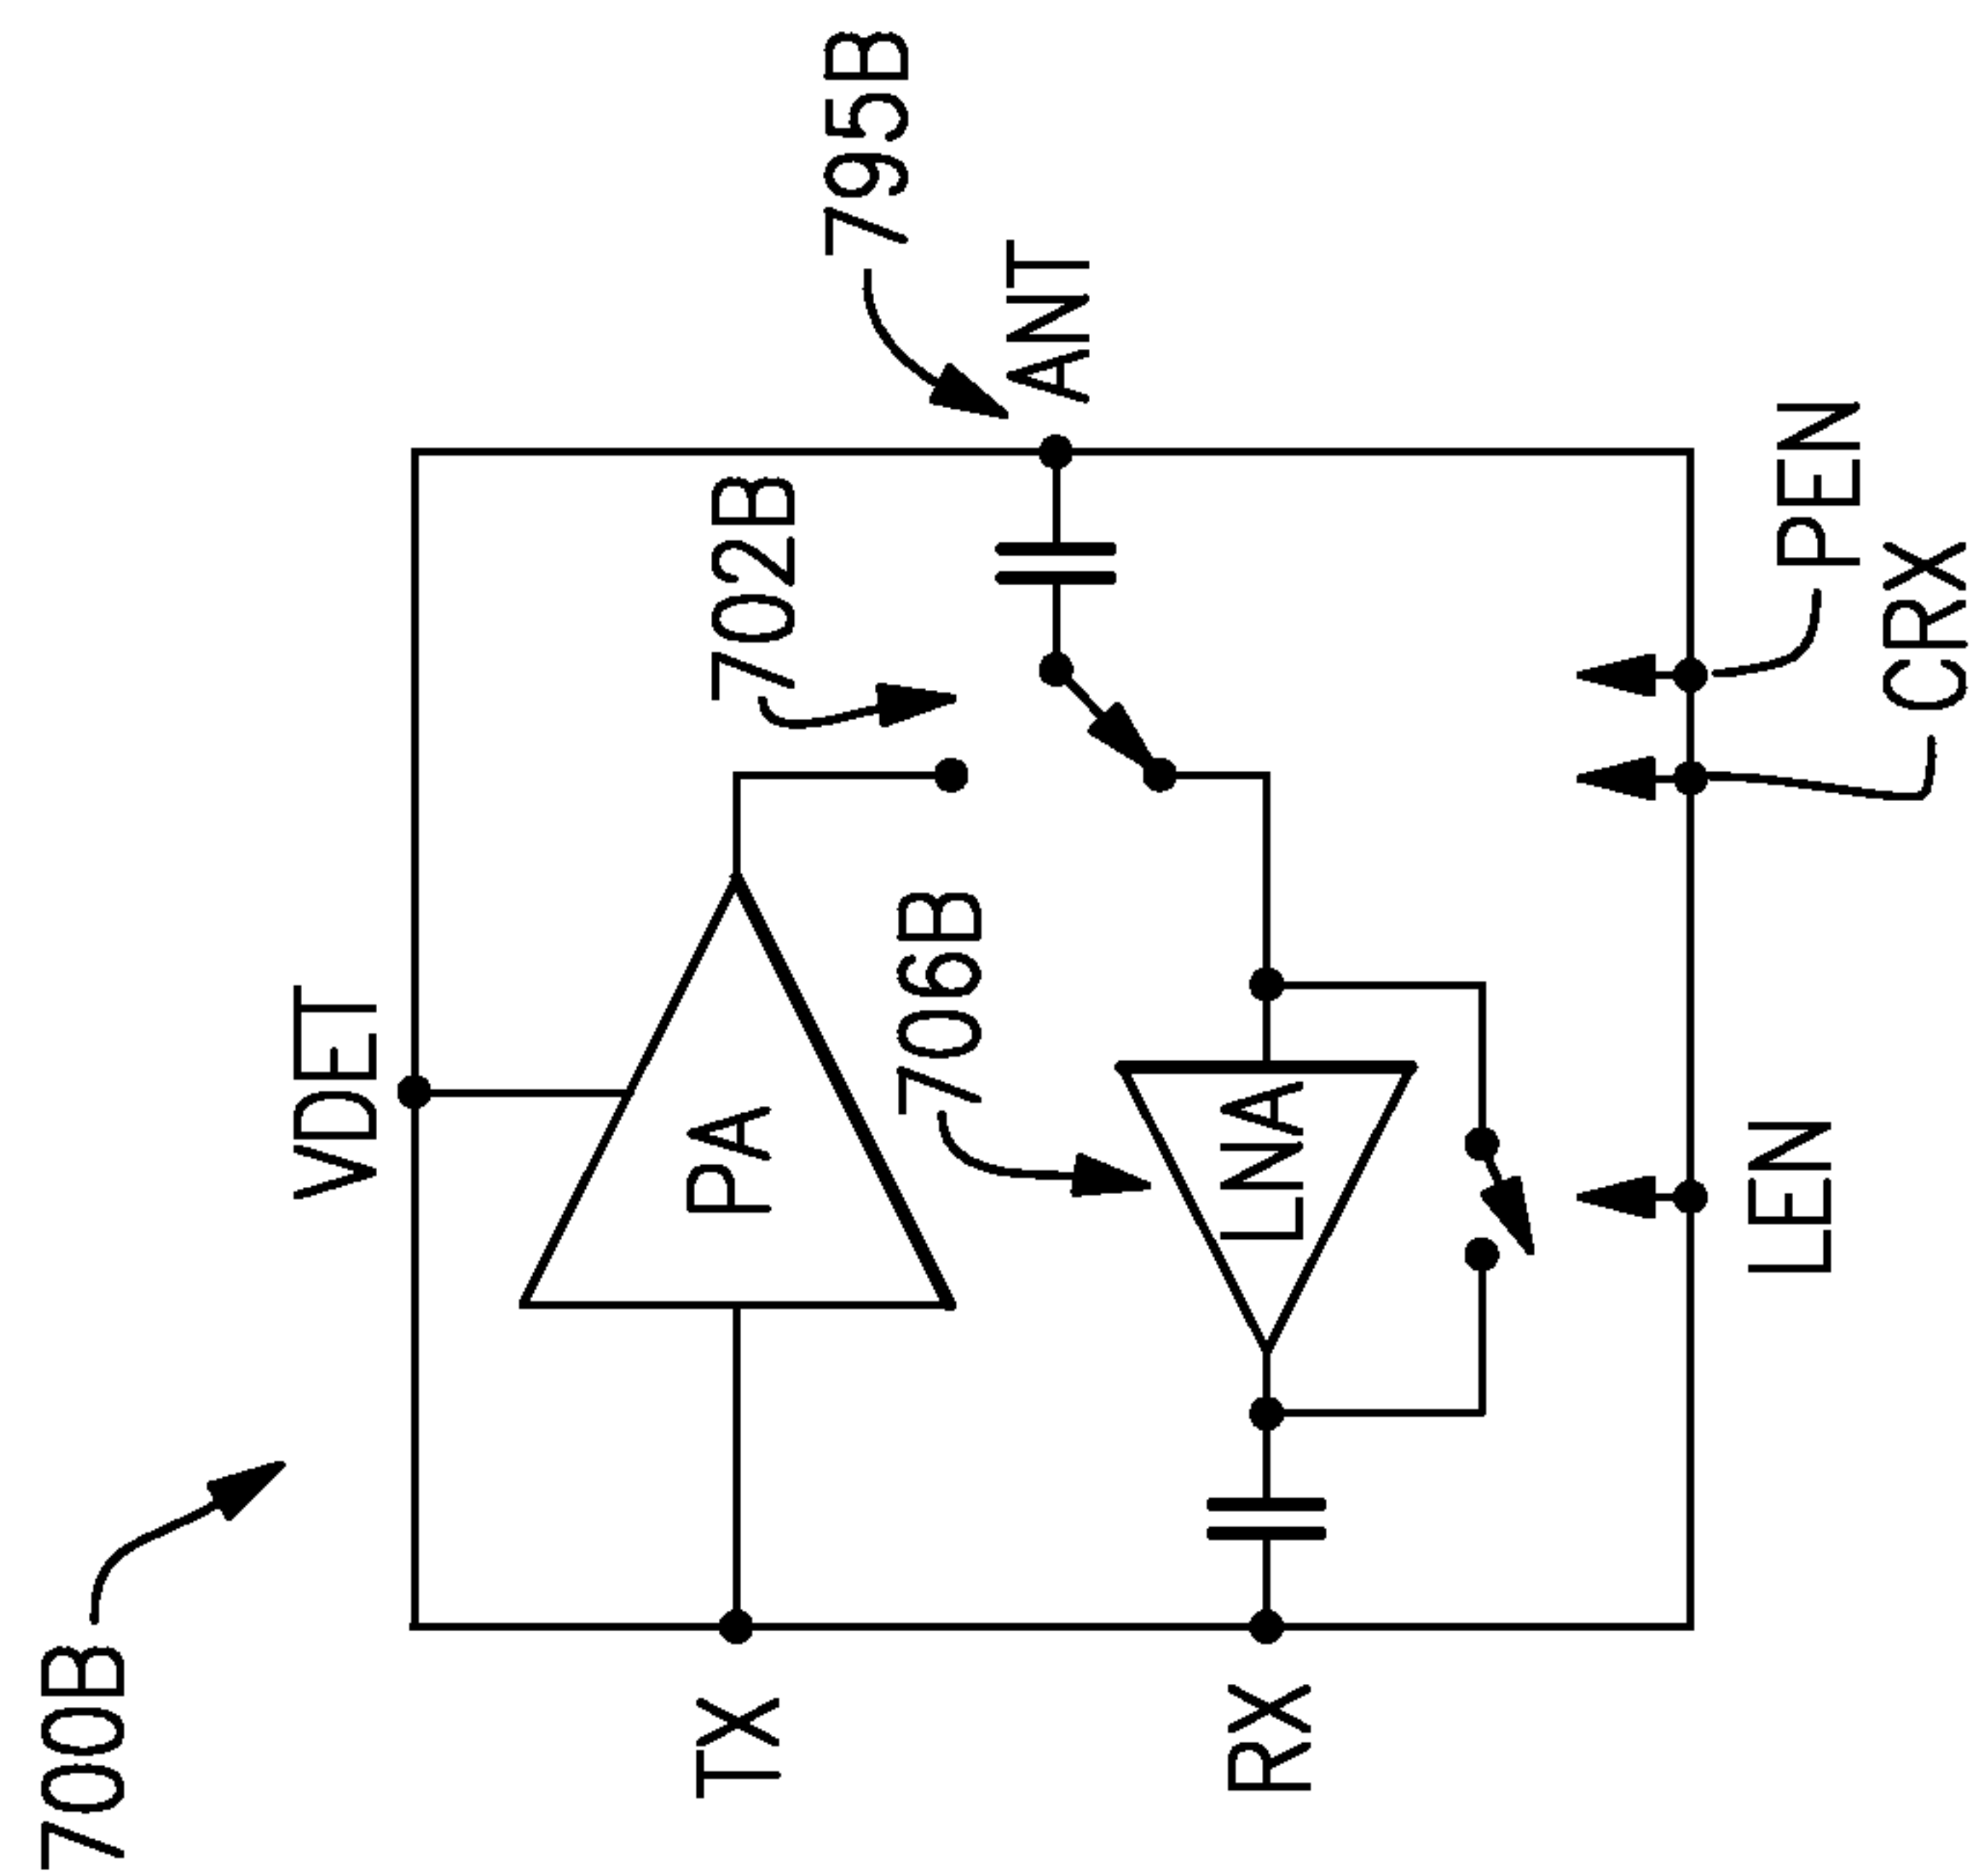 700B
VDET
795B
702B
ANT
PA
706B
LNA
TX
RX
LEN
PEN
CRX